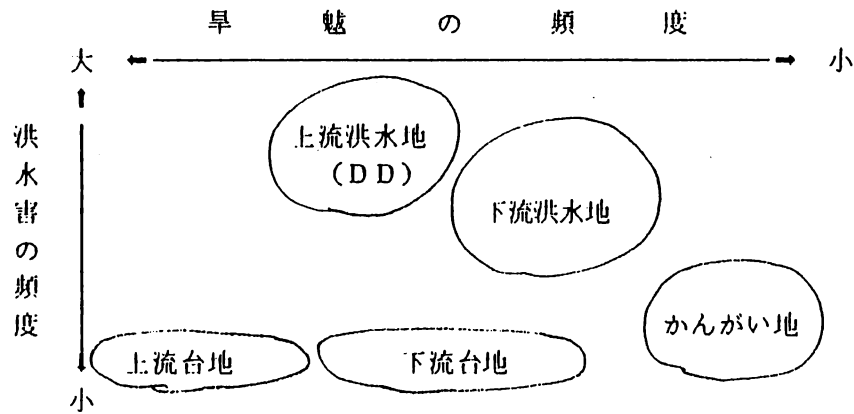 旱魃の頻度
大
小
洪水害の頻度
上流洪水地
(DD)
下流洪水地
かんがい地
上流台地
下流台地
小